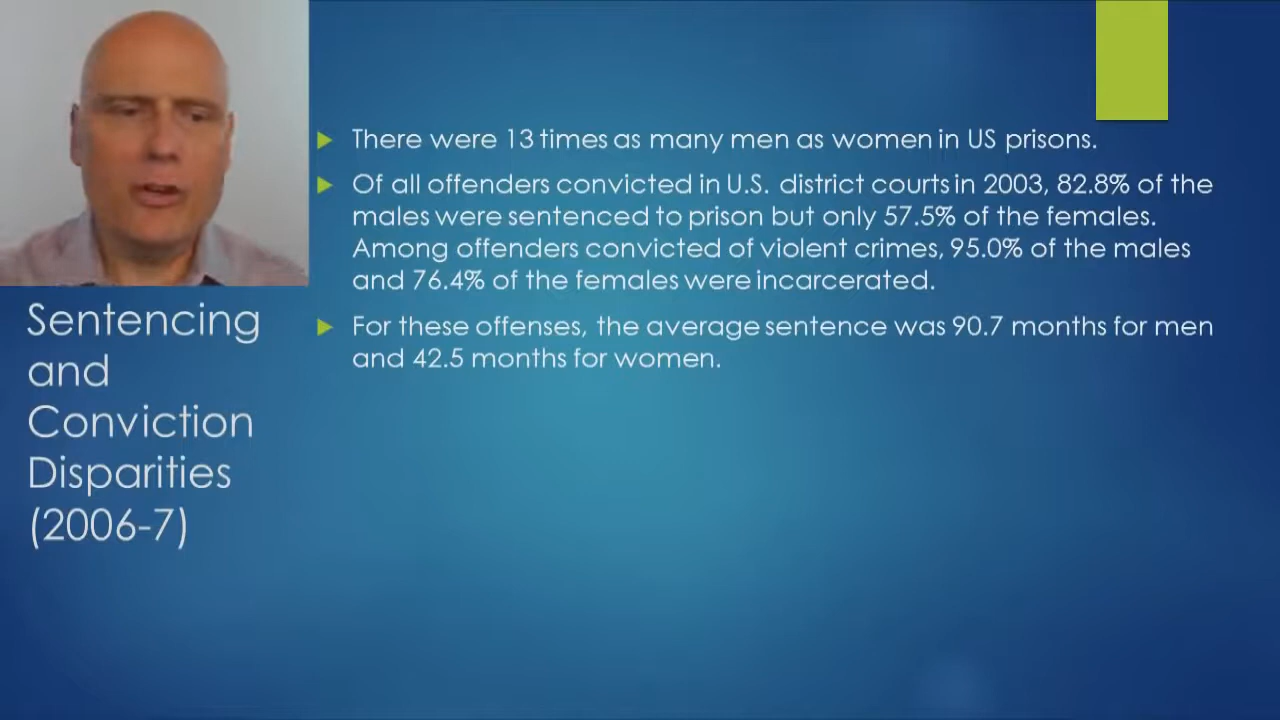 Sentencing
and
Conviction
Disparities
(2006-7)
There were 13 times as many men as women in US prisons.
Of all offenders convicted in U.S. district courts in 2003, 82.8% of the
males were sentenced to prison but only 57.5% of the females.
Among offenders convicted of violent crimes, 95.0% of the males
and 76.4% of the females were incarcerated.
For these offenses, the average sentence was 90.7 months for men
and 42.5 months for women.